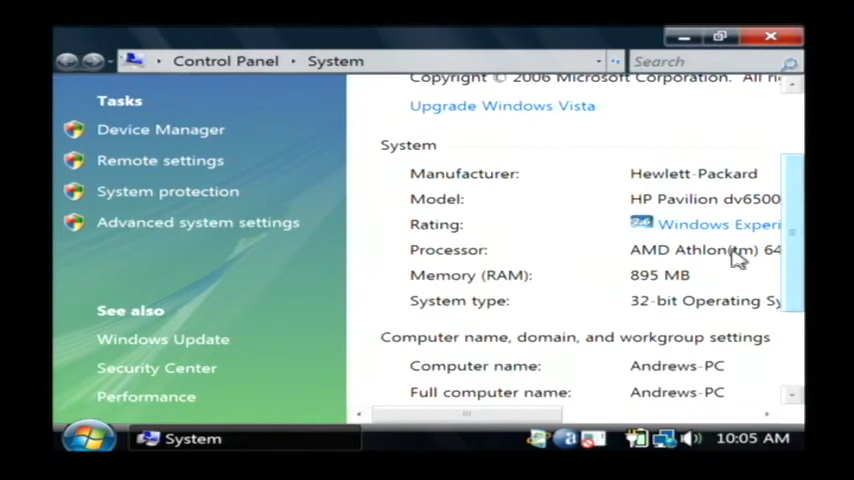 Control Panel System
Search
Tasks
Device Manager
Remote settings
System protection
Advanced system settings
See also
Windows Update
Security Center
Performance
Copyright © 2006 Microsoft Corporation. All
Upgrade Windows Vista
System
Manufacturer: Hewlett-Packard
Model: HP Pavilion dv6500
Rating: 2.6 Windows Experi
Processor: AMD Athlon(tm) 64
Memory (RAM): 895 MB
System type: 32-bit Operating Sy
Computer name, domain, and workgroup settings
Computer name: Andrews-PC
Full computer name: Andrews-PC
System
10:05 AM